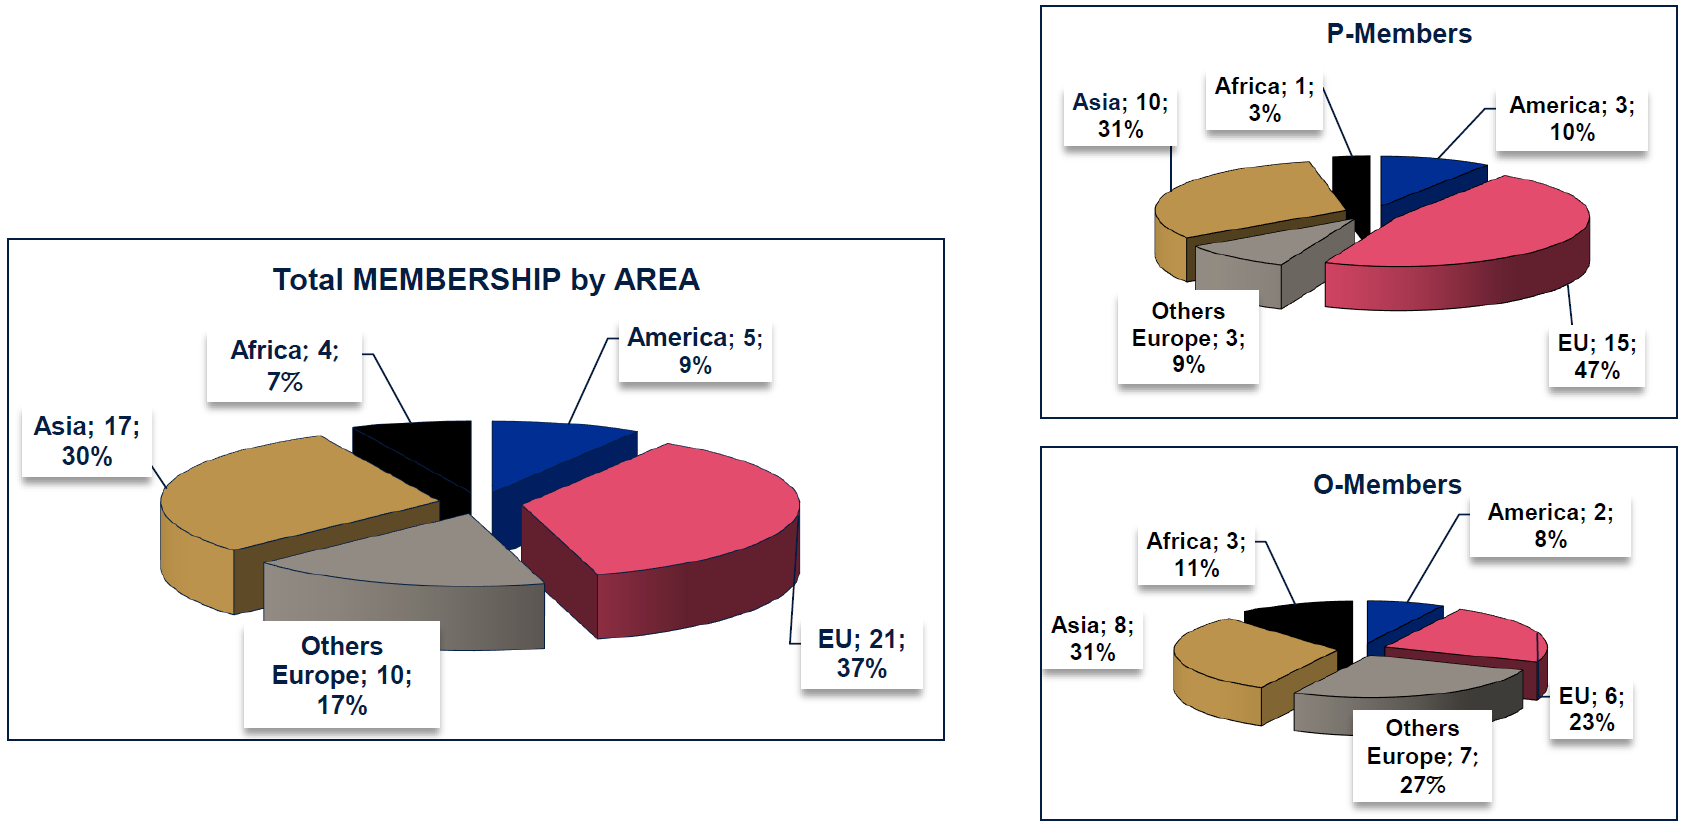 Total MEMBERSHIP by AREA
Africa; 4;
7%
America; 5;
9%
Asia; 17;
30%
Others
Europe; 10;
17%
EU; 21;
37%
P-Members
Africa; 1;
3%
America; 3;
10%
Asia; 10;
31%
Others
Europe; 3;
9%
EU; 15;
47%
O-Members
America; 2;
8%
Africa; 3;
11%
Asia; 8;
31%
EU; 6;
23%
Others
Europe; 7;
27%